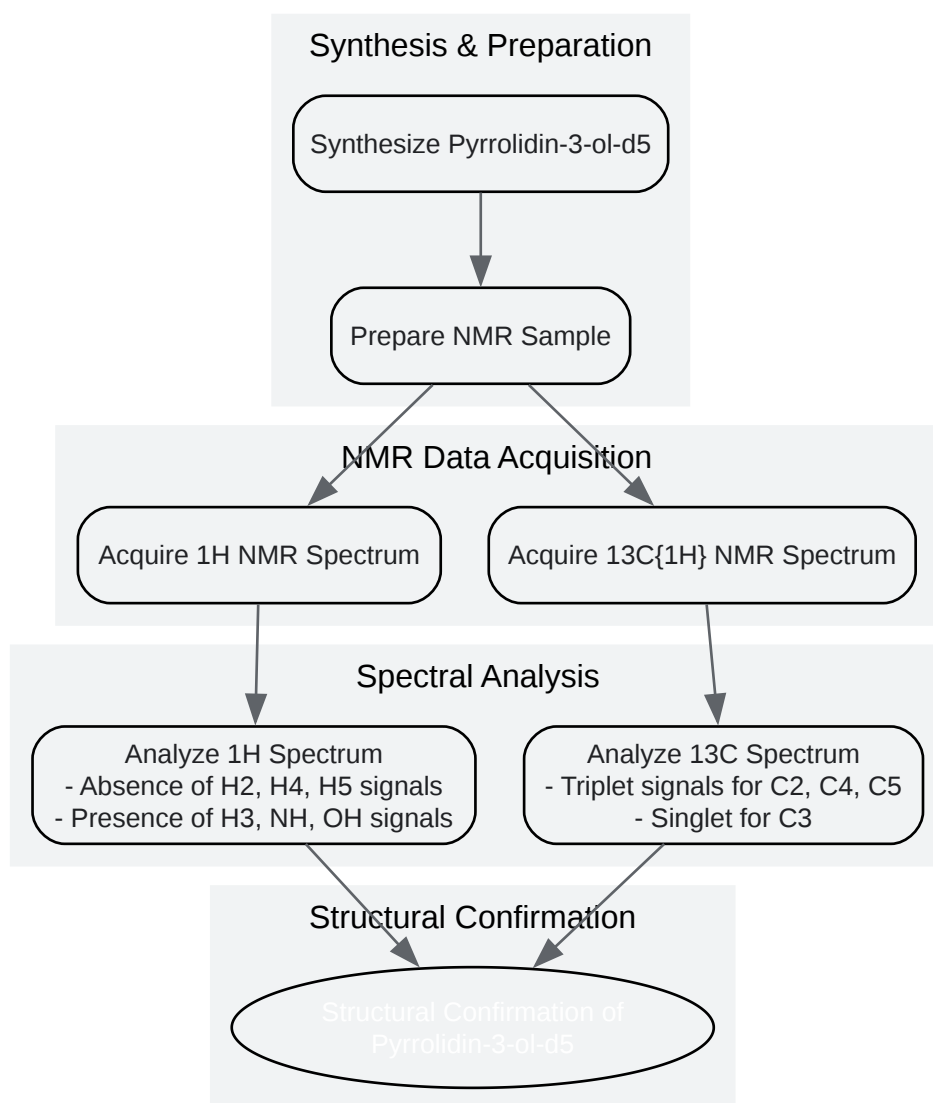 Synthesis & Preparation
Synthesize Pyrrolidin-3-ol-d5
Prepare NMR Sample
NMR Data Acquisition
Acquire 1H NMR Spectrum
Acquire 13C{1H} NMR Spectrum
Spectral Analysis
Analyze 1H Spectrum
- Absence of H2, H4, H5 signals
- Presence of H3, NH, OH signals
Analyze 13C Spectrum
- Triplet signals for C2, C4, C5
- Singlet for C3
Structural Confirmation
Structural Confirmation of
Pyrrolidin-3-ol-d5